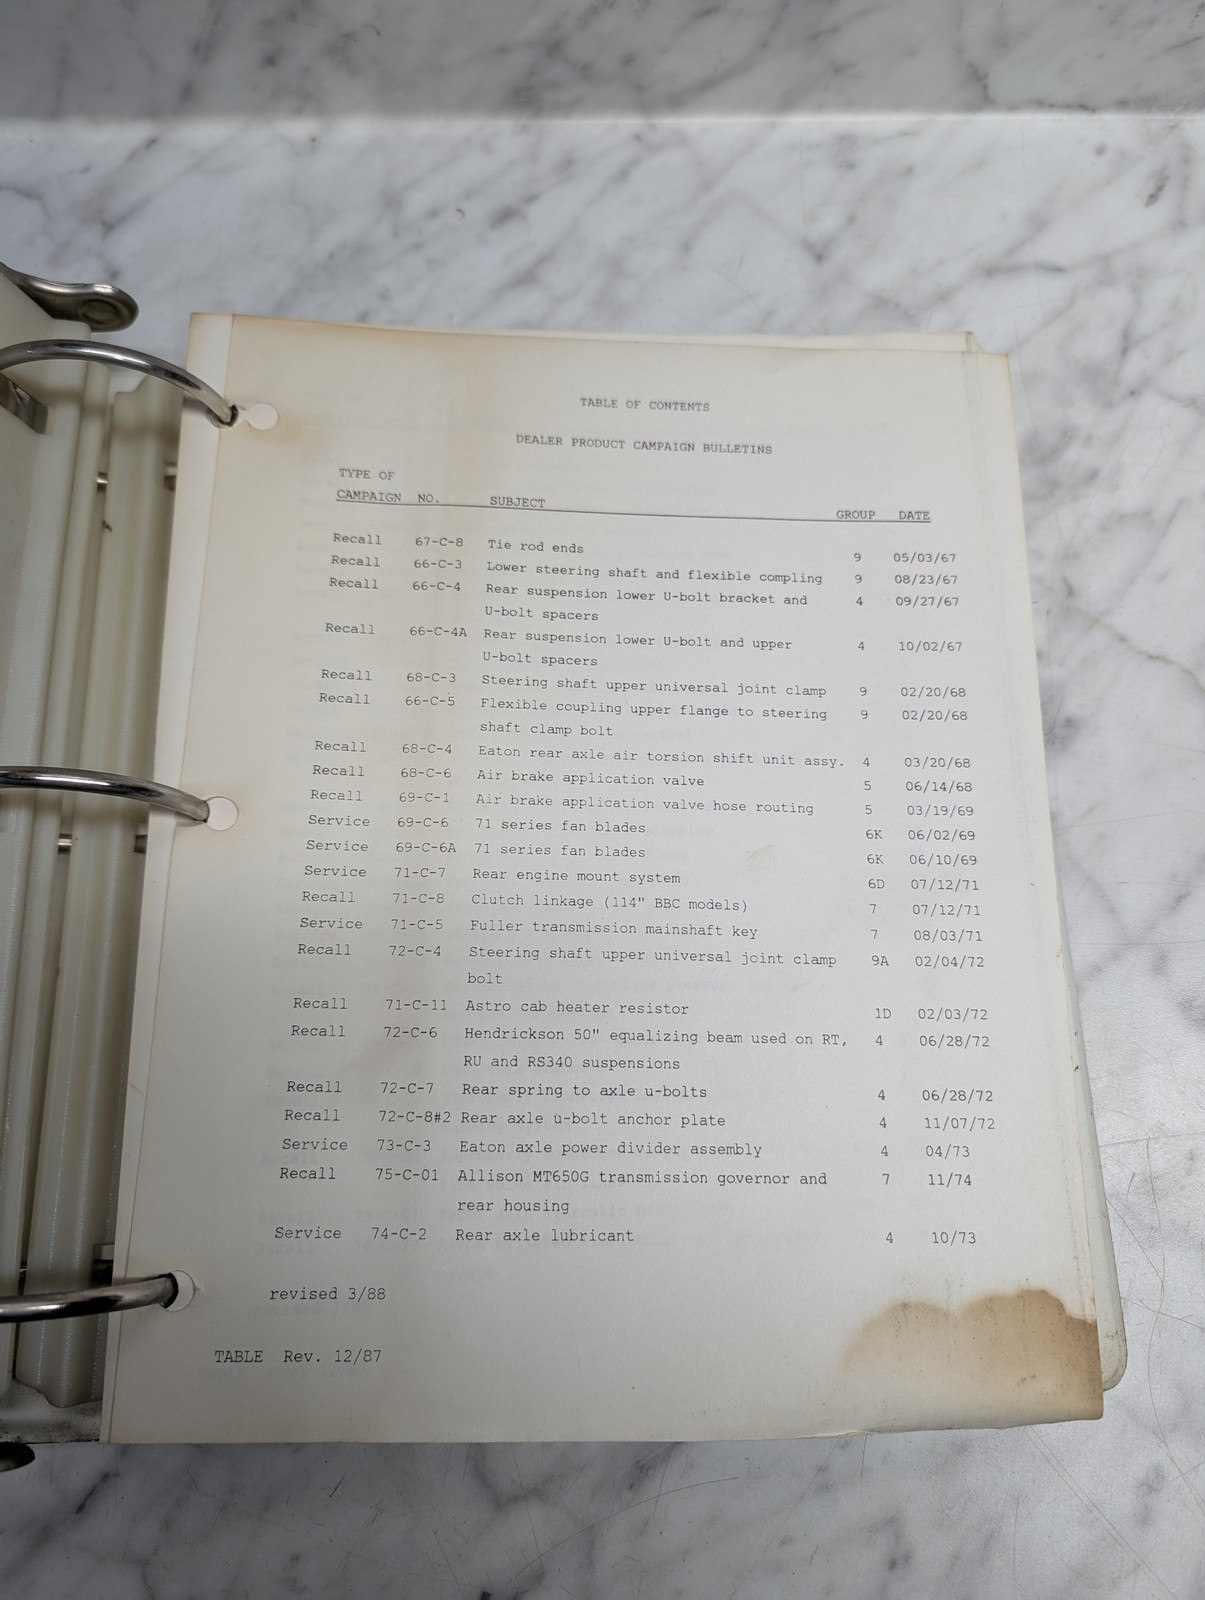 TABLE OF CONTENTS
DEALER PRODUCT CAMPAIGN BULLETINS
TYPE OF
CAMPAIGN NO. SUBJECT GROUP DATE
Recall 67-C-8 Tie rod ends 9 05/03/67
Recall 66-C-3 Lower steering shaft and flexible compling 9 08/23/67
Recall 66-C-4 Rear suspension lower U-bolt bracket and 4 09/27/67
U-bolt spacers
Recall 66-C-4A Rear suspension lower U-bolt and upper 4 10/02/67
U-bolt spacers
Recall 68-C-3 Steering shaft upper universal joint clamp 9 02/20/68
Recall 66-C-5 Flexible coupling upper flange to steering 9 02/20/68
shaft clamp bolt
Recall 68-C-4 Eaton rear axle air torsion shift unit assy. 4 03/20/68
Recall 68-C-6 Air brake application valve 5 06/14/68
Recall 69-C-1 Air brake application valve hose routing 5 03/19/69
Service 69-C-6 71 series fan blades 6K 06/02/69
Service 69-C-6A 71 series fan blades 6K 06/10/69
Service 71-C-7 Rear engine mount system 6D 07/12/71
Recall 71-C-8 Clutch linkage (114" BBC models) 7 07/12/71
Service 71-C-5 Fuller transmission mainshaft key 7 08/03/71
Recall 72-C-4 Steering shaft upper universal joint clamp 9A 02/04/72
bolt
Recall 71-C-11 Astro cab heater resistor 1D 02/03/72
Recall 72-C-6 Hendrickson 50" equalizing beam used on RT, 4 06/28/72
RU and RS340 suspensions
Recall 72-C-7 Rear spring to axle u-bolts 4 06/28/72
Recall 72-C-8#2 Rear axle u-bolt anchor plate 4 11/07/72
Service 73-C-3 Eaton axle power divider assembly 4 04/73
Recall 75-C-01 Allison MT650G transmission governor and 7 11/74
rear housing
Service 74-C-2 Rear axle lubricant 4 10/73
revised 3/88
TABLE Rev. 12/87